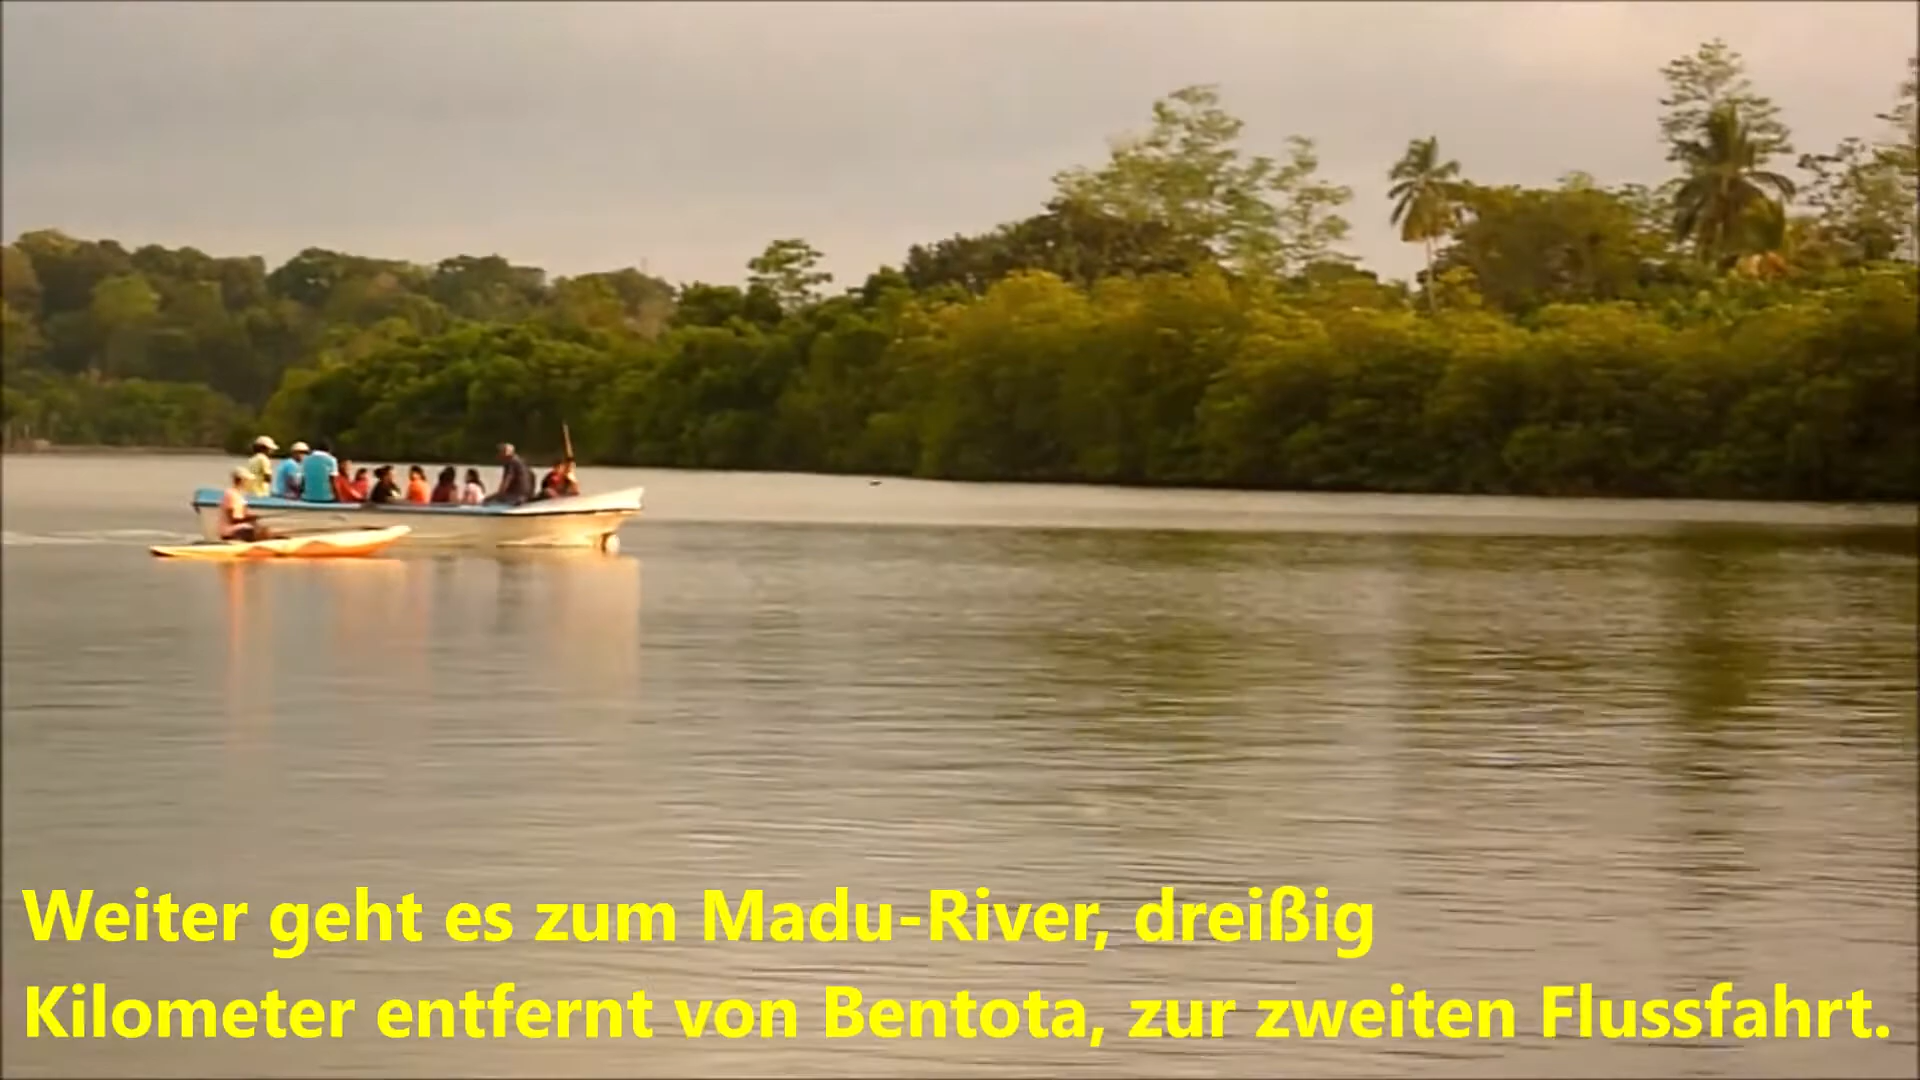 Weiter geht es zum Madu-River, dreißig
Kilometer entfernt von Bentota, zur zweiten Flussfahrt.